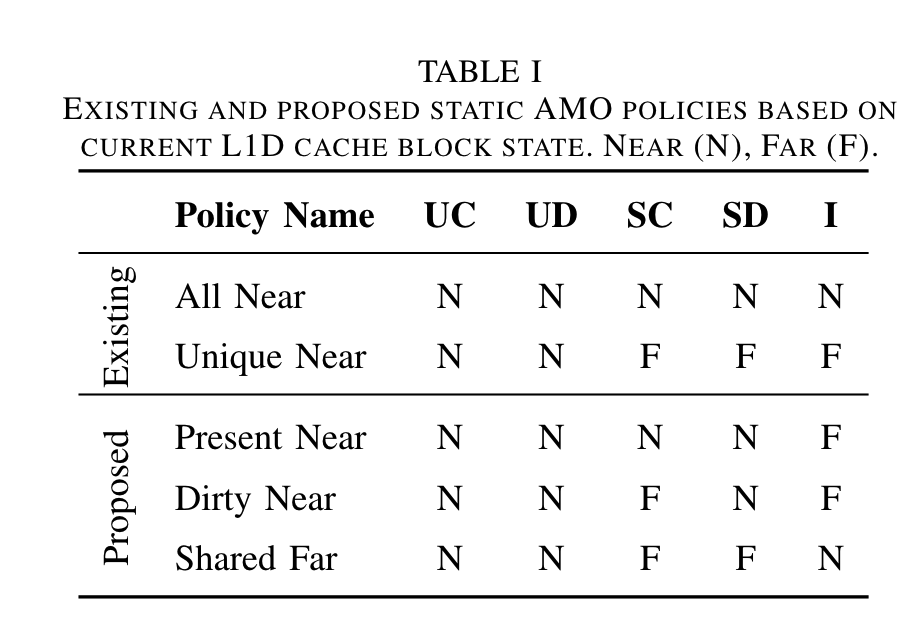 TABLE I
EXISTING AND PROPOSED STATIC AMO POLICIES BASED ON
CURRENT L1D CACHE BLOCK STATE. NEAR (N), FAR (F).
Policy Name UC UD SC SD I
Existing
All Near N N N N N
Unique Near N N F F F
Proposed
Present Near N N N N F
Dirty Near N N F N F
Shared Far N N F F N